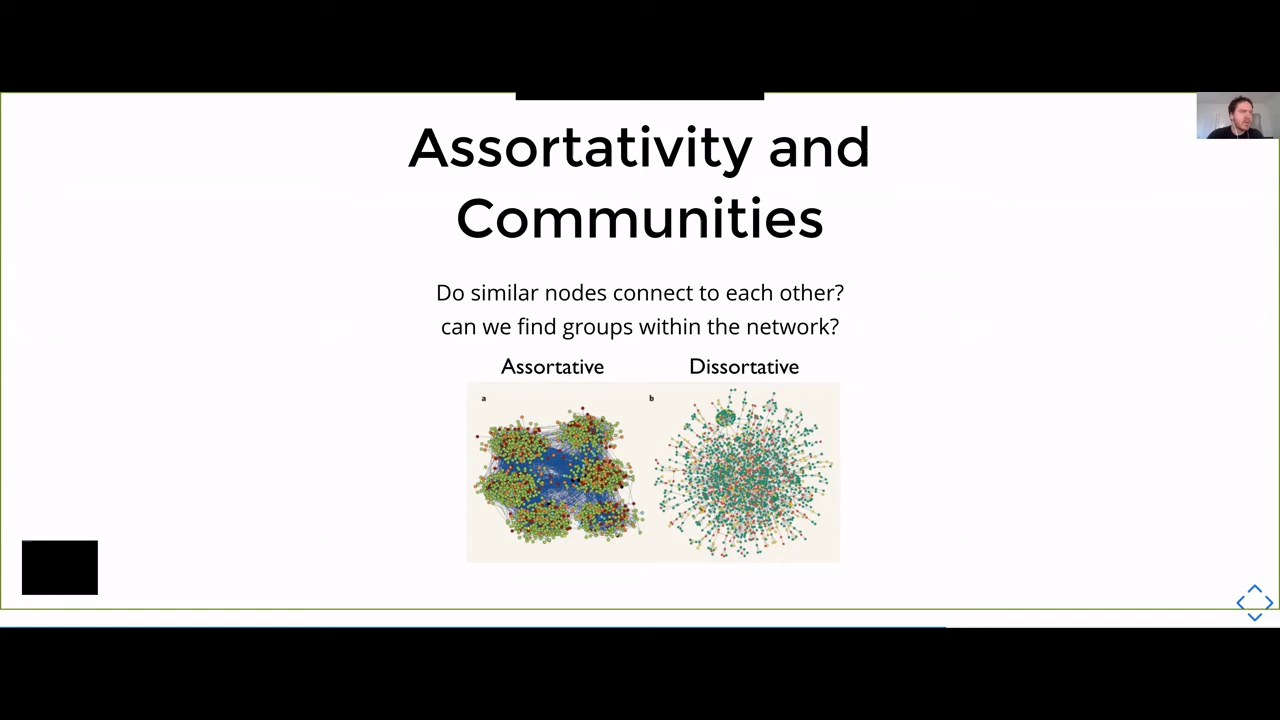 Assortativity and
Communities
Do similar nodes connect to each other?
can we find groups within the network?
Assortative Dissortative
a b